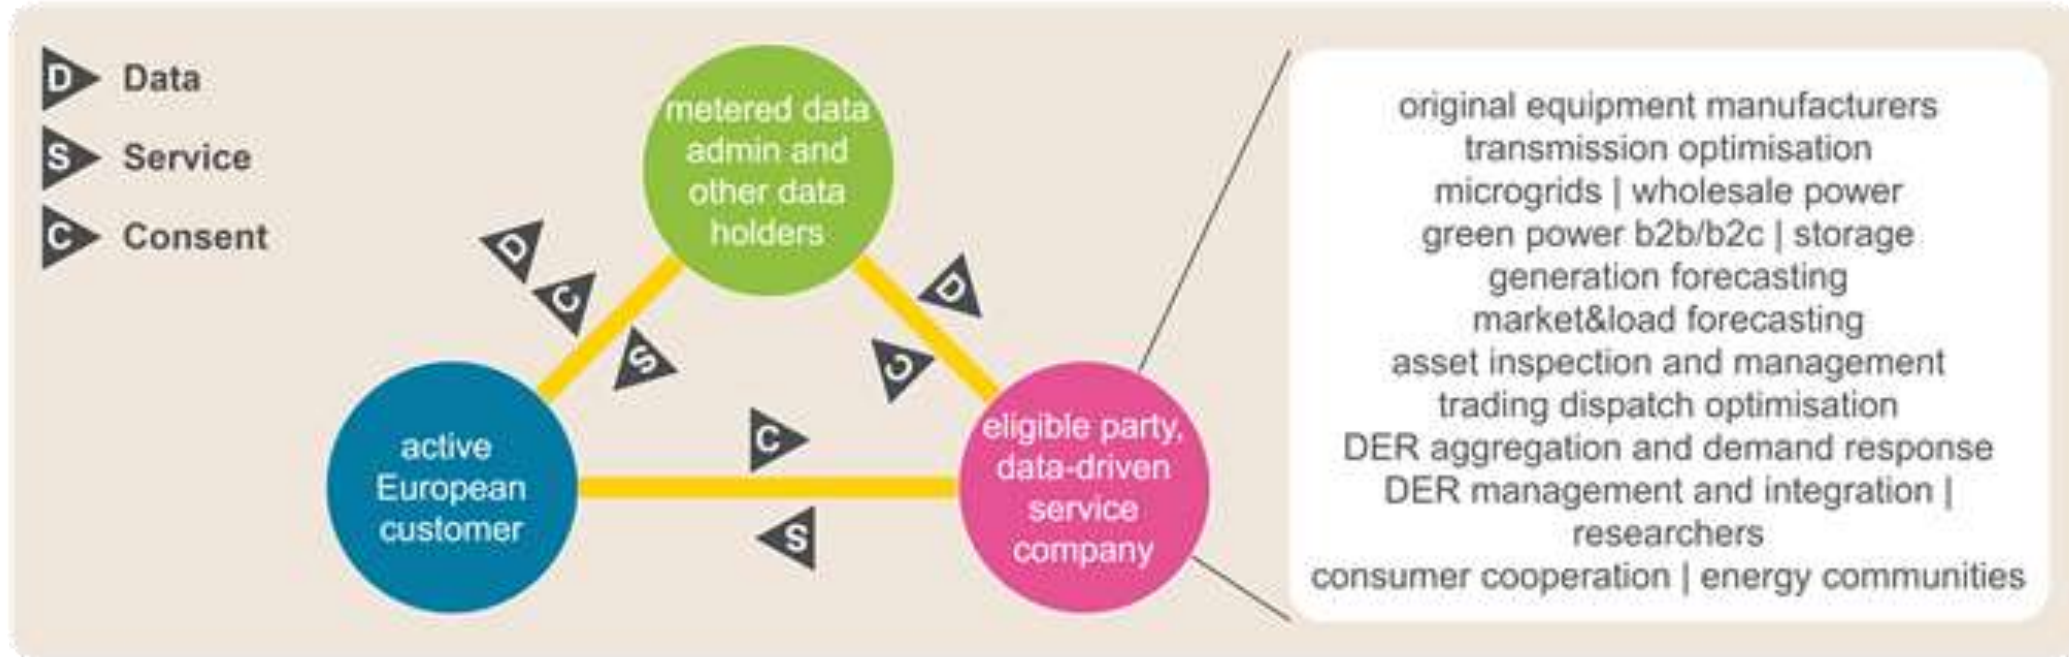 D Data
S Service
C Consent
metered data
admin and
other data
holders
D
C
S
D
C
C
S
active
European
customer
eligible party,
data-driven
service
company
original equipment manufacturers
transmission optimisation
microgrids | wholesale power
green power b2b/b2c | storage
generation forecasting
market&load forecasting
asset inspection and management
trading dispatch optimisation
DER aggregation and demand response
DER management and integration |
researchers
consumer cooperation | energy communities